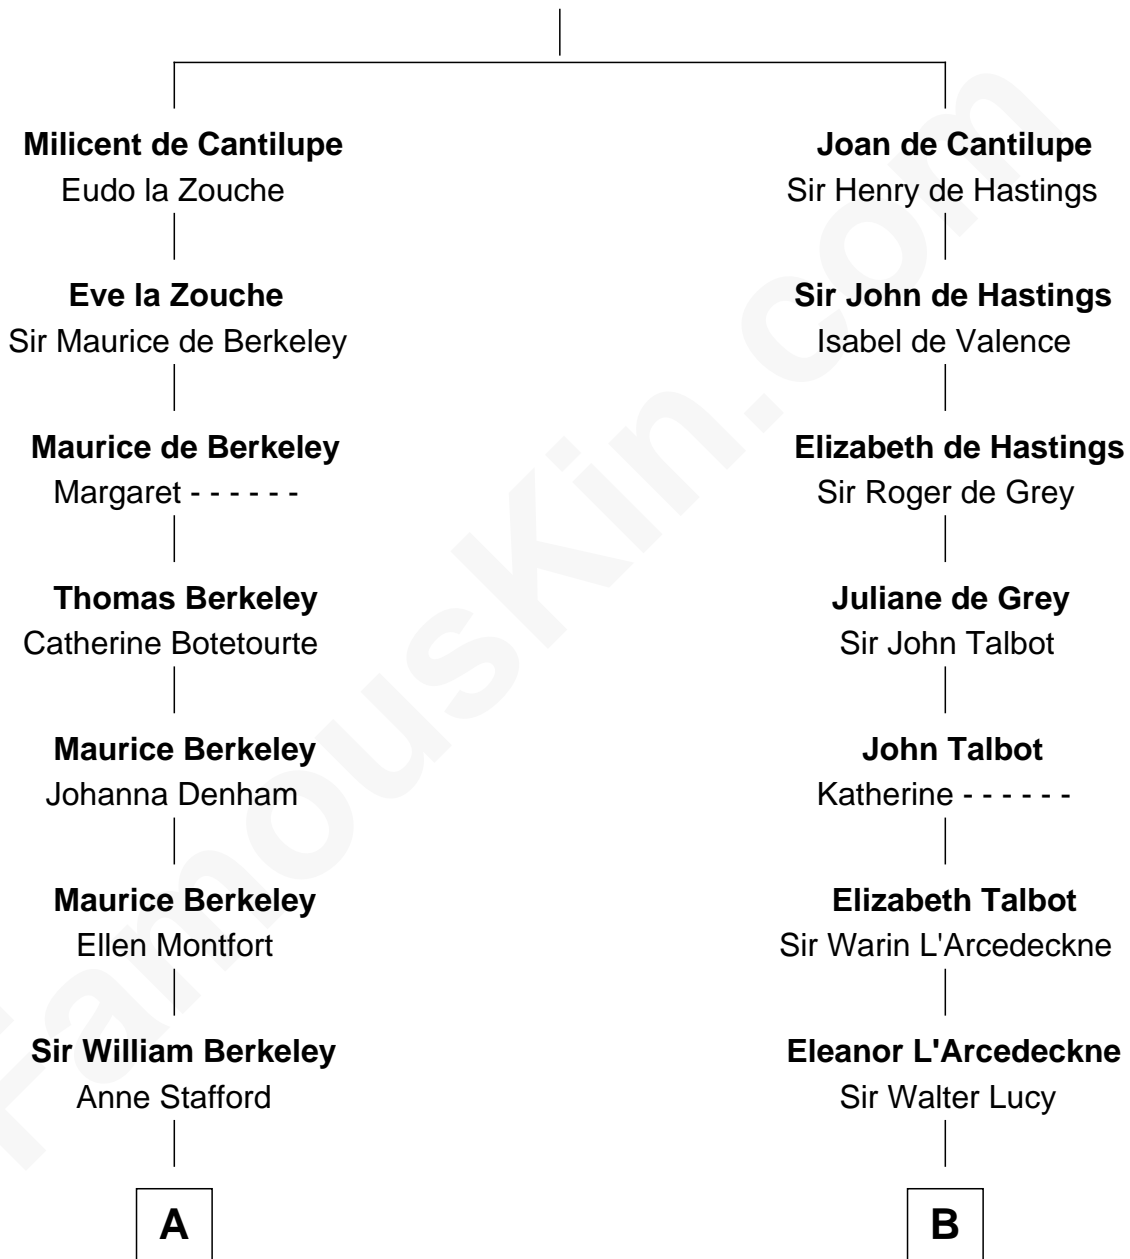 Milicent de Cantilupe
Eudo la Zouche
Eve la Zouche
Sir Maurice de Berkeley
Maurice de Berkeley
Margaret - - - - - -
Thomas Berkeley
Catherine Botetourte
Maurice Berkeley
Johanna Denham
Maurice Berkeley
Ellen Montfort
Sir William Berkeley
Anne Stafford
A
Joan de Cantilupe
Sir Henry de Hastings
Sir John de Hastings
Isabel de Valence
Elizabeth de Hastings
Sir Roger de Grey
Juliane de Grey
Sir John Talbot
John Talbot
Katherine - - - - - -
Elizabeth Talbot
Sir Warin L'Arcedeckne
Eleanor L'Arcedeckne
Sir Walter Lucy
B
FamousKin.com